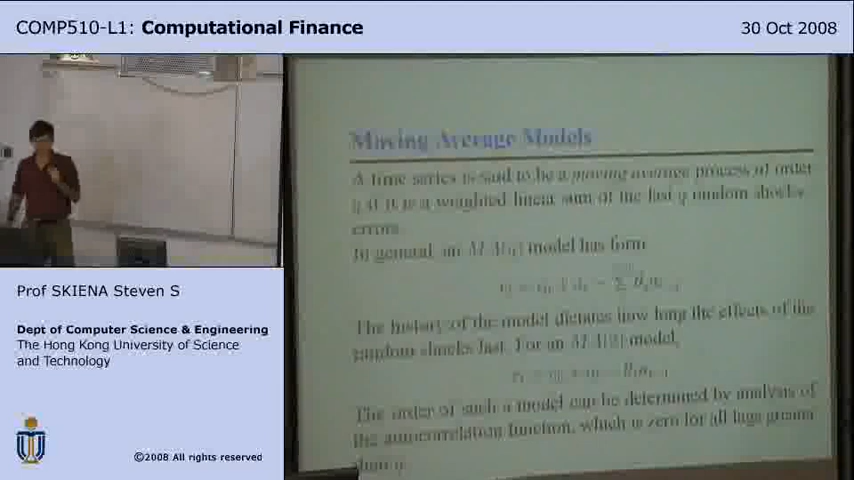 COMP510-L1: Computational Finance
30 Oct 2008
Moving Average Models
A time series is said to be a moving average process of order
q if it is a weighted linear sum of the last q random shocks
errors.
In general, an MA(q) model has form
The history of the model dictates how long the effects of the
random shocks last. For an MA(2) model,
The order of such a model can be determined by analysis of
the autocorrelation function, which is zero for all lags greater
than q.
Prof SKIENA Steven S
Dept of Computer Science & Engineering
The Hong Kong University of Science
and Technology
©2008 All rights reserved